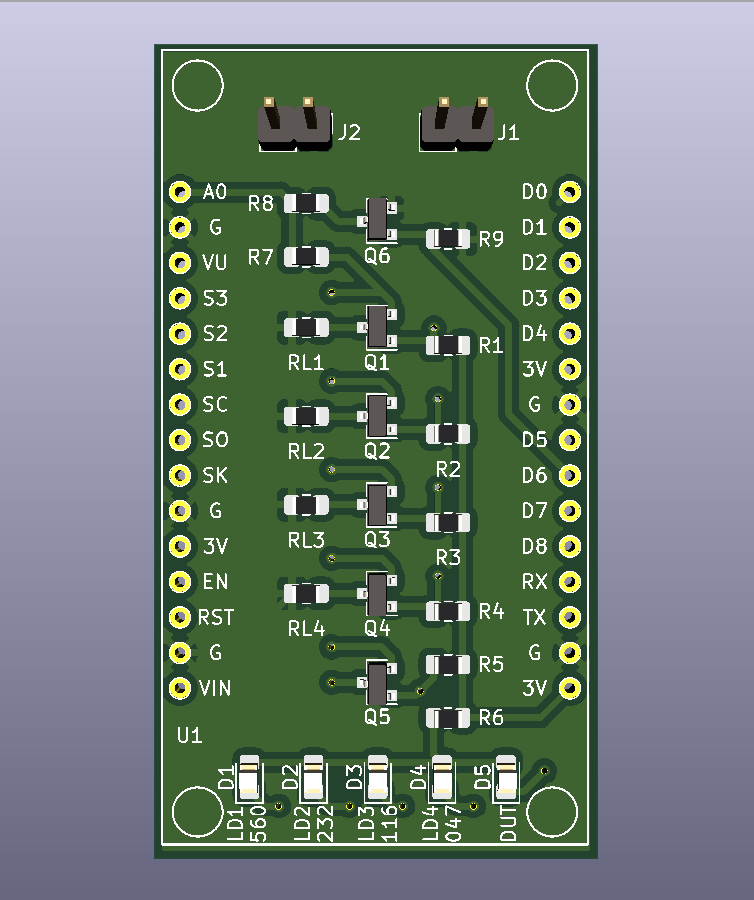 J2
J1
A0
R8
D0
G
Q6
R9
D1
VU
R7
D2
S3
D3
S2
RL1
Q1
R1
D4
S1
3V
SC
G
SO
RL2
Q2
R2
D5
SK
D6
G
D7
3V
RL3
Q3
R3
D8
EN
RX
RST
RL4
Q4
R4
TX
G
R5
G
VIN
3V
Q5
R6
U1
D1
D2
D3
D4
D5
LD1
560
LD2
232
LD3
116
LD4
047
DUT